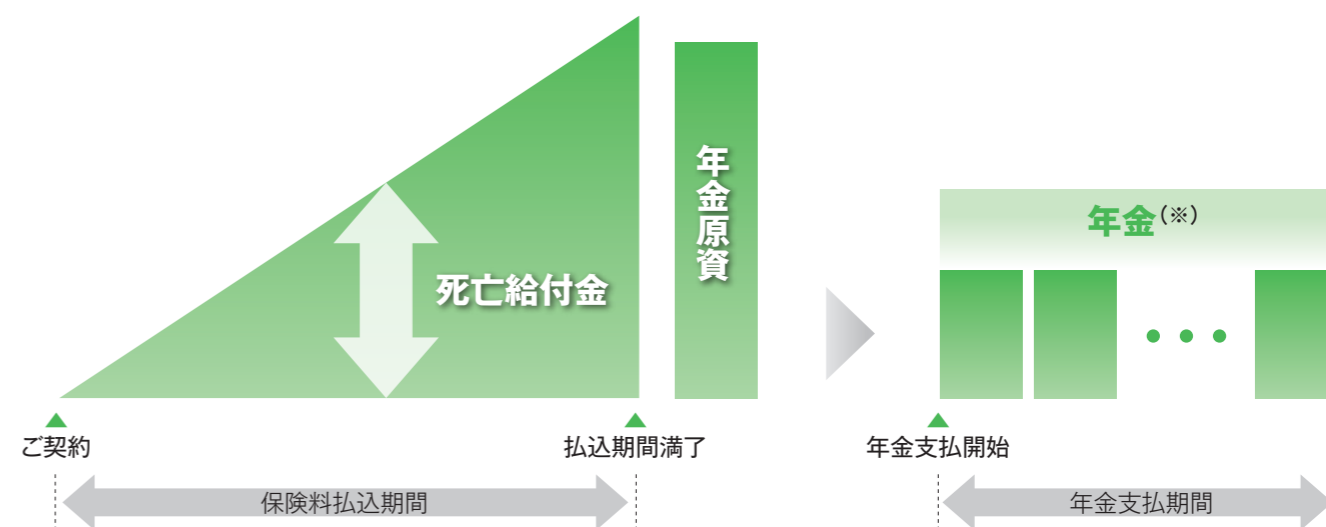 年金原資
死亡給付金
年金(※)
ご契約
払込期間満了
年金支払開始
保険料払込期間
年金支払期間